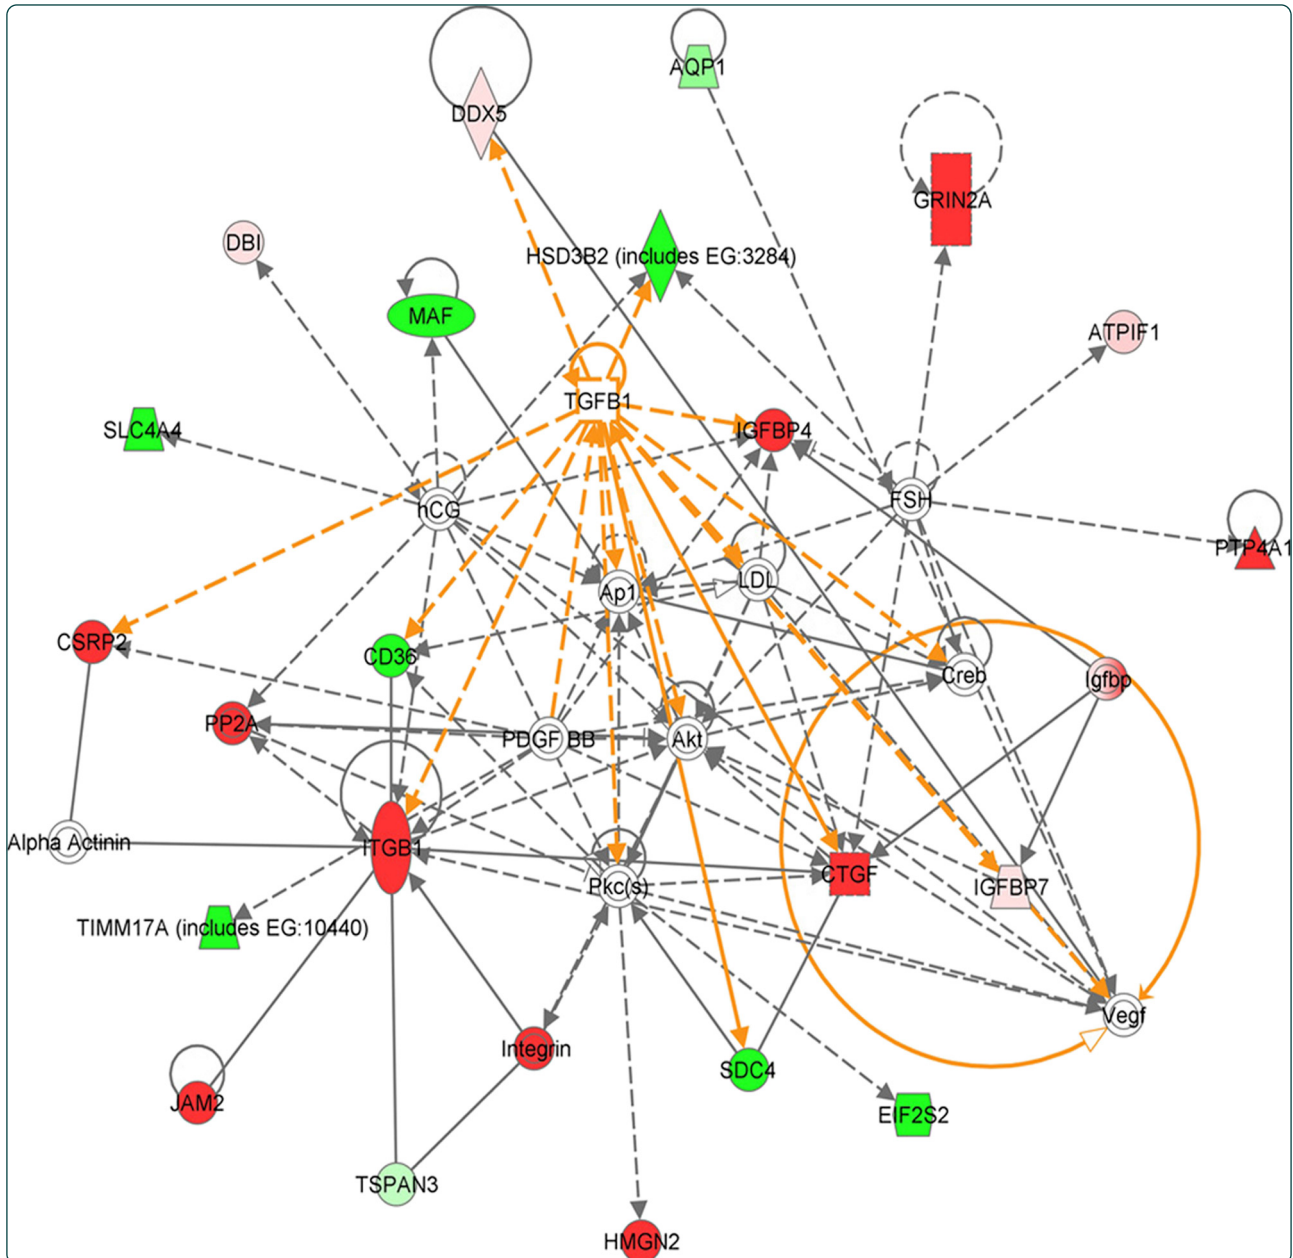 AQP1
DDX5
GRIN2A
DBI
HSD3B2 (includes EG:3284)
MAF
ATPIF1
TGFB1
SLC4A4
IGFBP4
hCG
FSH
PTP4A1
Ap1
LDL
CSRP2
CD36
Creb
Igfbp
PP2A
PDGF BB
Akt
Alpha Actinin
ITGB1
CTGF
IGFBP7
Pkc(s)
TIMM17A (includes EG:10440)
Vegf
Integrin
SDC4
JAM2
EIF2S2
TSPAN3
HMGN2